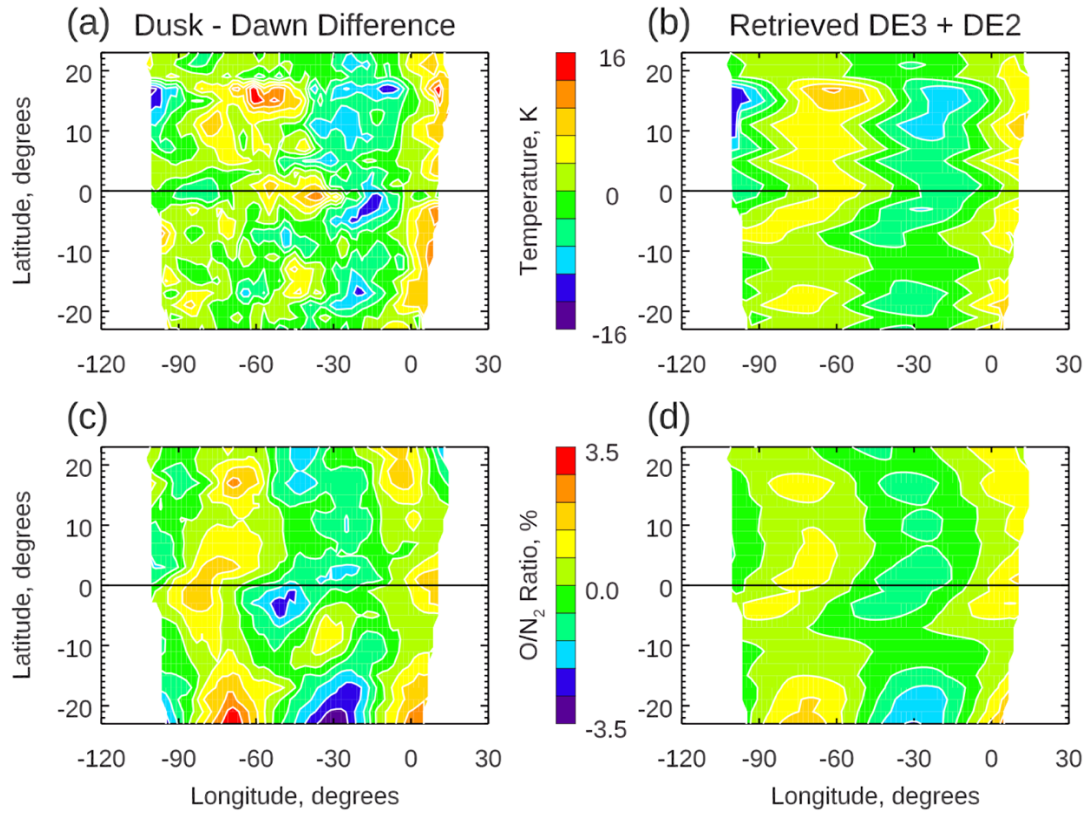 (a) Dusk - Dawn Difference
(b) Retrieved DE3 + DE2
Latitude, degrees
20
10
0
-10
-20
-120 -90 -60 -30 0 30
16
0
-16
Temperature, K
20
10
0
-10
-20
-120 -90 -60 -30 0 30
(c)
(d)
Latitude, degrees
20
10
0
-10
-20
-120 -90 -60 -30 0 30
Longitude, degrees
3.5
0.0
-3.5
O/N₂ Ratio, %
20
10
0
-10
-20
-120 -90 -60 -30 0 30
Longitude, degrees